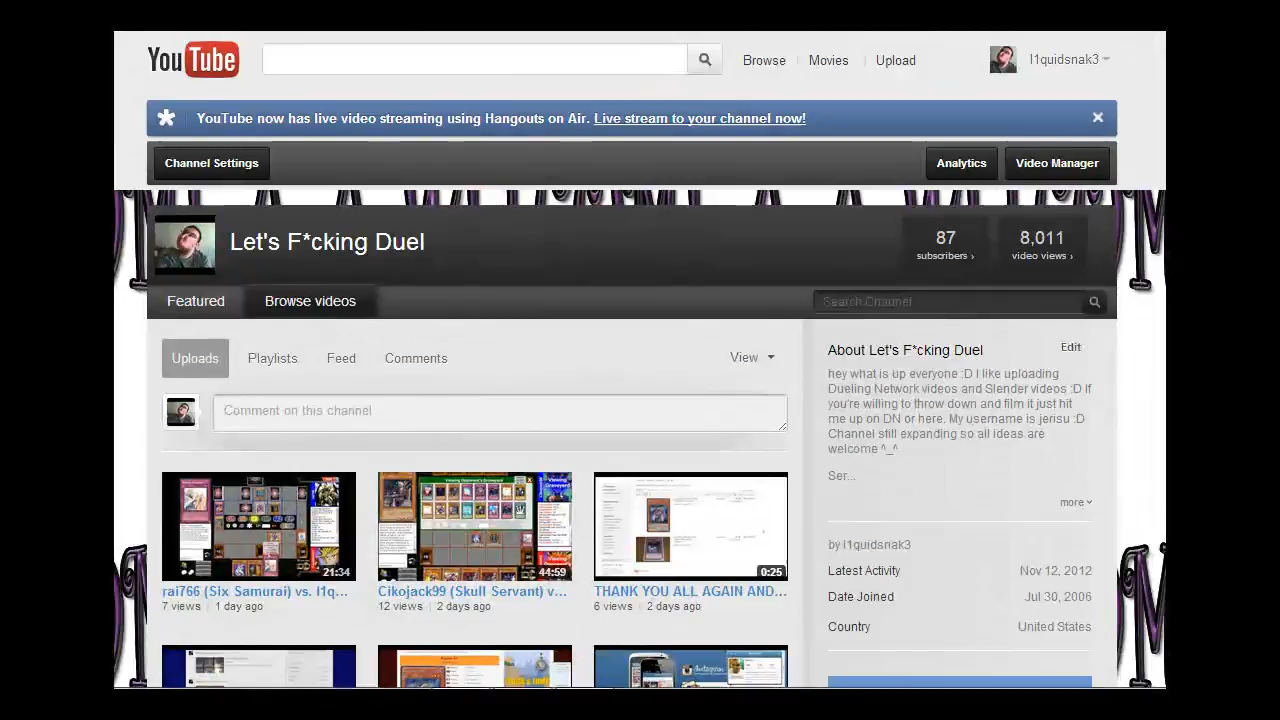 YouTube
Browse Movies Upload l1quidsnak3
YouTube now has live video streaming using Hangouts on Air. Live stream to your channel now!
Channel Settings Analytics Video Manager
Let's F*cking Duel
87 8,011
subscribers › video views ›
Featured Browse videos Search Channel
Uploads Playlists Feed Comments View
Comment on this channel
About Let's F*cking Duel Edit
hey what is up everyone :D I like uploading
Dueling Network videos and Slender videos :D If
you're willing to throw down and film it just hit
me up on DN or here. My username is jerisu :D
Channel still expanding so all ideas are
welcome ^_^
Ser...
more
21:34 44:59 0:25
rai766 (Six Samurai) vs. l1q... Cikojack99 (Skull Servant) v... THANK YOU ALL AGAIN AND...
7 views 1 day ago 12 views 2 days ago 6 views 2 days ago
by l1quidsnak3
Latest Activity Nov 12, 2012
Date Joined Jul 30, 2006
Country United States